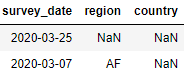 survey_date region country
2020-03-25 NaN NaN
2020-03-07 AF NaN